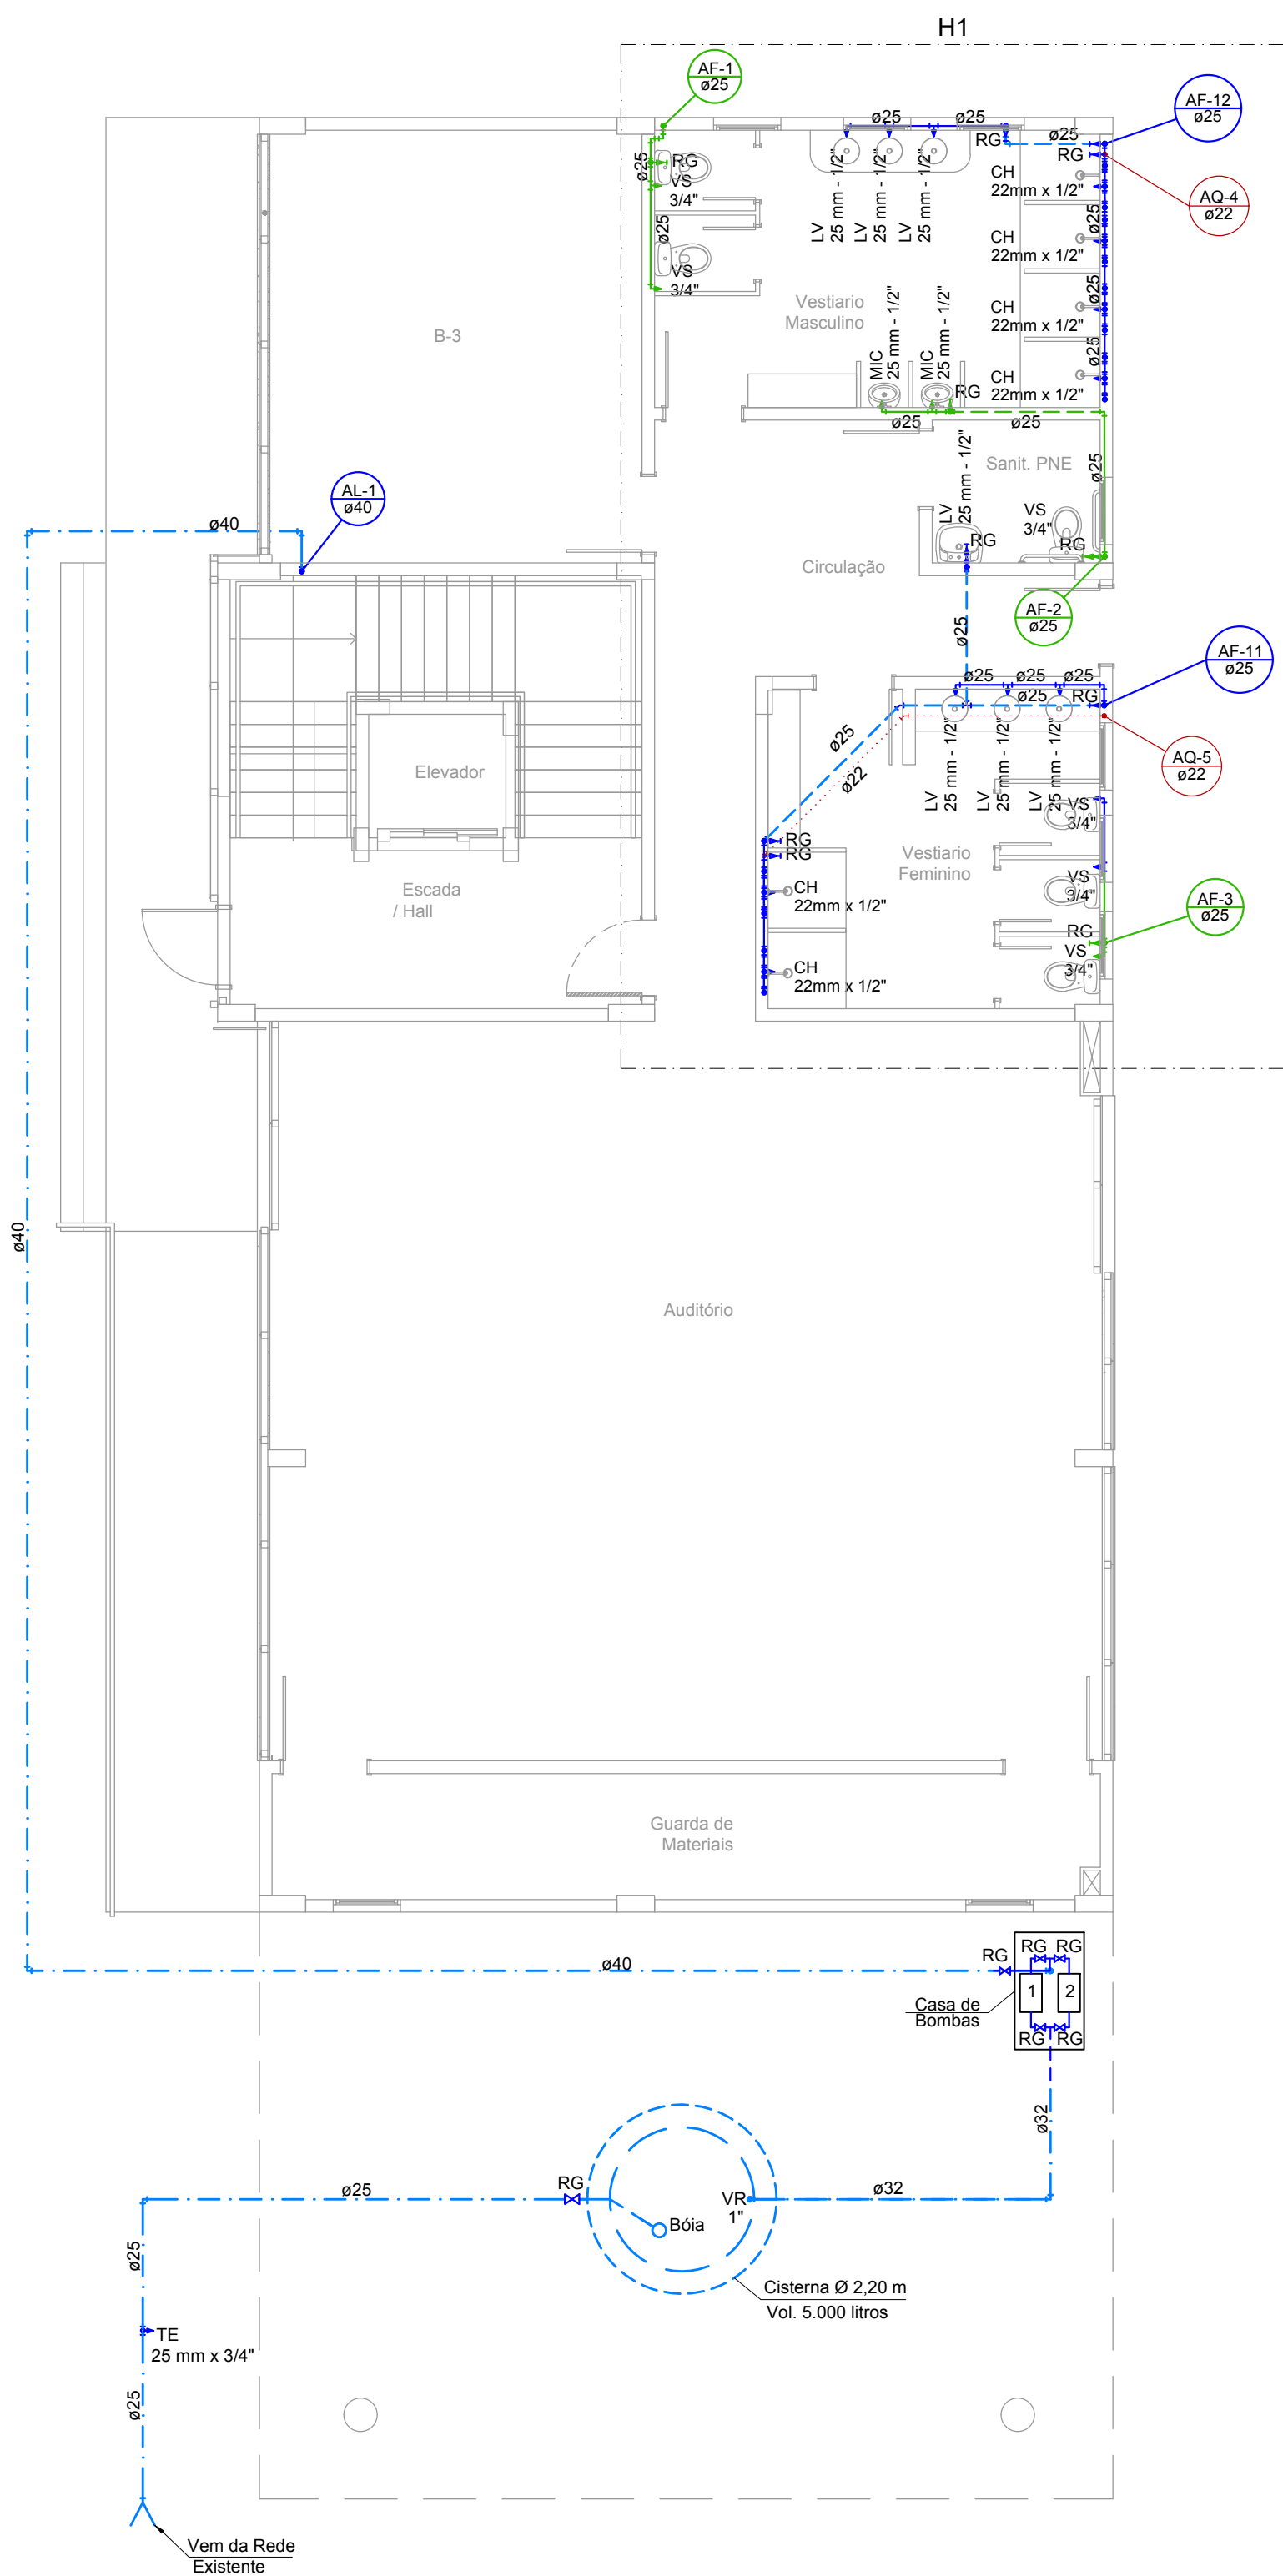 H1
AF-1
ø25
AF-12
ø25
ø25
ø25
RG
ø25
RG
AQ-4
ø22
ø25
RG
VS
3/4"
ø25
VS
3/4"
LV
25 mm - 1/2"
LV
25 mm - 1/2"
LV
25 mm - 1/2"
CH
22mm x 1/2"
ø25
CH
22mm x 1/2"
ø25
CH
22mm x 1/2"
ø25
CH
22mm x 1/2"
Vestiario
Masculino
B-3
MIC
25 mm - 1/2"
MIC
25 mm - 1/2"
RG
ø25
ø25
Sanit. PNE
ø25
LV
25 mm - 1/2"
RG
VS
3/4"
RG
AL-1
ø40
ø40
Circulação
AF-2
ø25
ø25
AF-11
ø25
ø25
ø25
ø25
ø25
RG
AQ-5
ø22
ø25
ø22
LV
25 mm - 1/2"
LV
25 mm - 1/2"
LV
25 mm - 1/2"
Elevador
VS
3/4"
RG
RG
Vestiario
Feminino
VS
3/4"
CH
22mm x 1/2"
Escada
/ Hall
AF-3
ø25
RG
VS
3/4"
CH
22mm x 1/2"
ø40
Auditório
Guarda de
Materiais
ø40
RG
RG
RG
1
2
Casa de
Bombas
RG
RG
ø32
ø25
RG
VR
1"
ø32
Bóia
ø25
Cisterna Ø 2,20 m
Vol. 5.000 litros
TE
25 mm x 3/4"
ø25
Vem da Rede
Existente